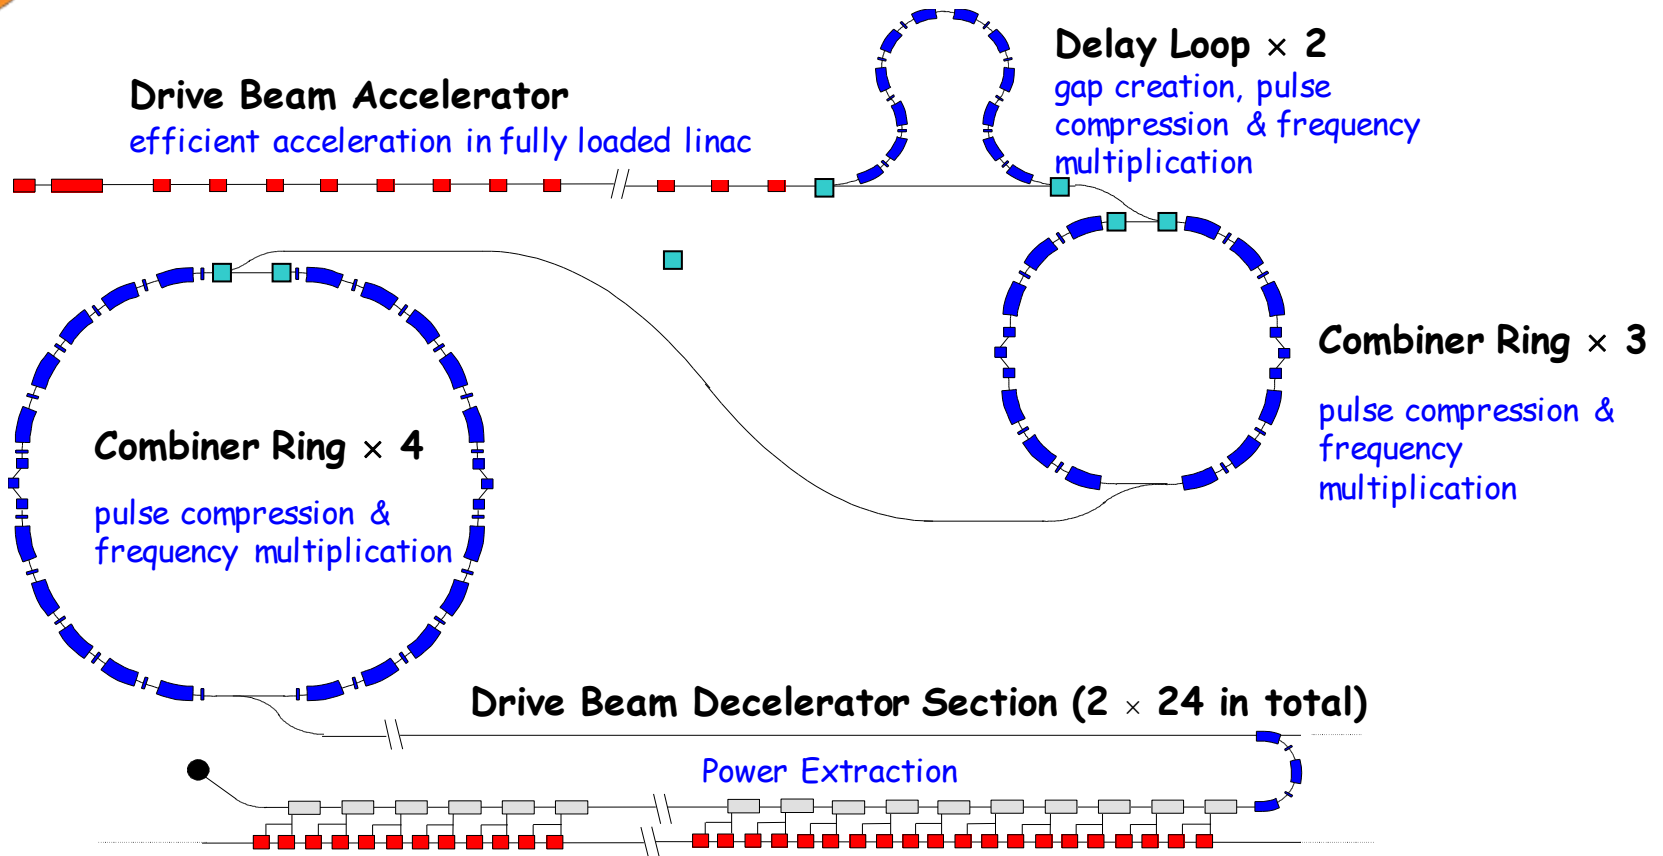 Delay Loop × 2
gap creation, pulse
compression & frequency
multiplication
Drive Beam Accelerator
efficient acceleration in fully loaded linac
Combiner Ring × 3
pulse compression &
frequency
multiplication
Combiner Ring × 4
pulse compression &
frequency multiplication
Drive Beam Decelerator Section (2 × 24 in total)
Power Extraction